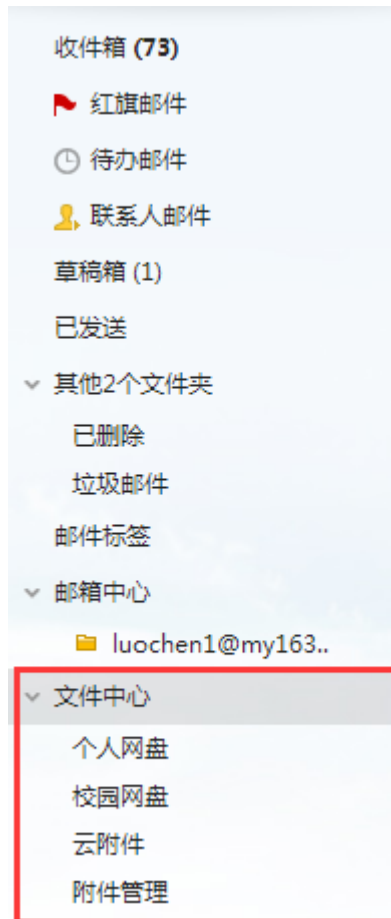 收件箱 (73)
红旗邮件
待办邮件
联系人邮件
草稿箱 (1)
已发送
其他2个文件夹
已删除
垃圾邮件
邮件标签
邮箱中心
luochen1@my163..
文件中心
个人网盘
校园网盘
云附件
附件管理